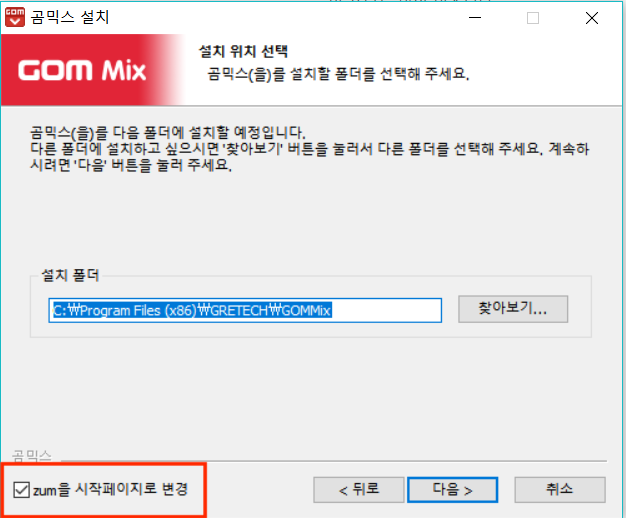 곰믹스 설치
GOM Mix
설치 위치 선택
곰믹스(을)를 설치할 폴더를 선택해 주세요.
곰믹스(을)를 다음 폴더에 설치할 예정입니다.
다른 폴더에 설치하고 싶으시면 '찾아보기' 버튼을 눌러서 다른 폴더를 선택해 주세요. 계속하
시려면 '다음' 버튼을 눌러 주세요.
설치 폴더
C:₩Program Files (x86)₩GRETECH₩GOMMix
찾아보기...
곰믹스
zum을 시작페이지로 변경
< 뒤로
다음 >
취소